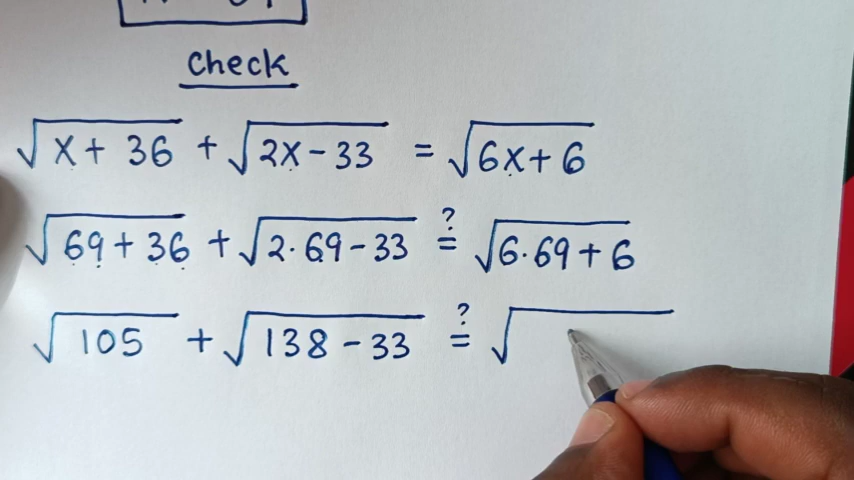 Check
√x + 36 + √2x - 33 = √6x + 6
√69 + 36 + √2·69 - 33 ?= √6·69 + 6
√105 + √138 - 33 ?= √